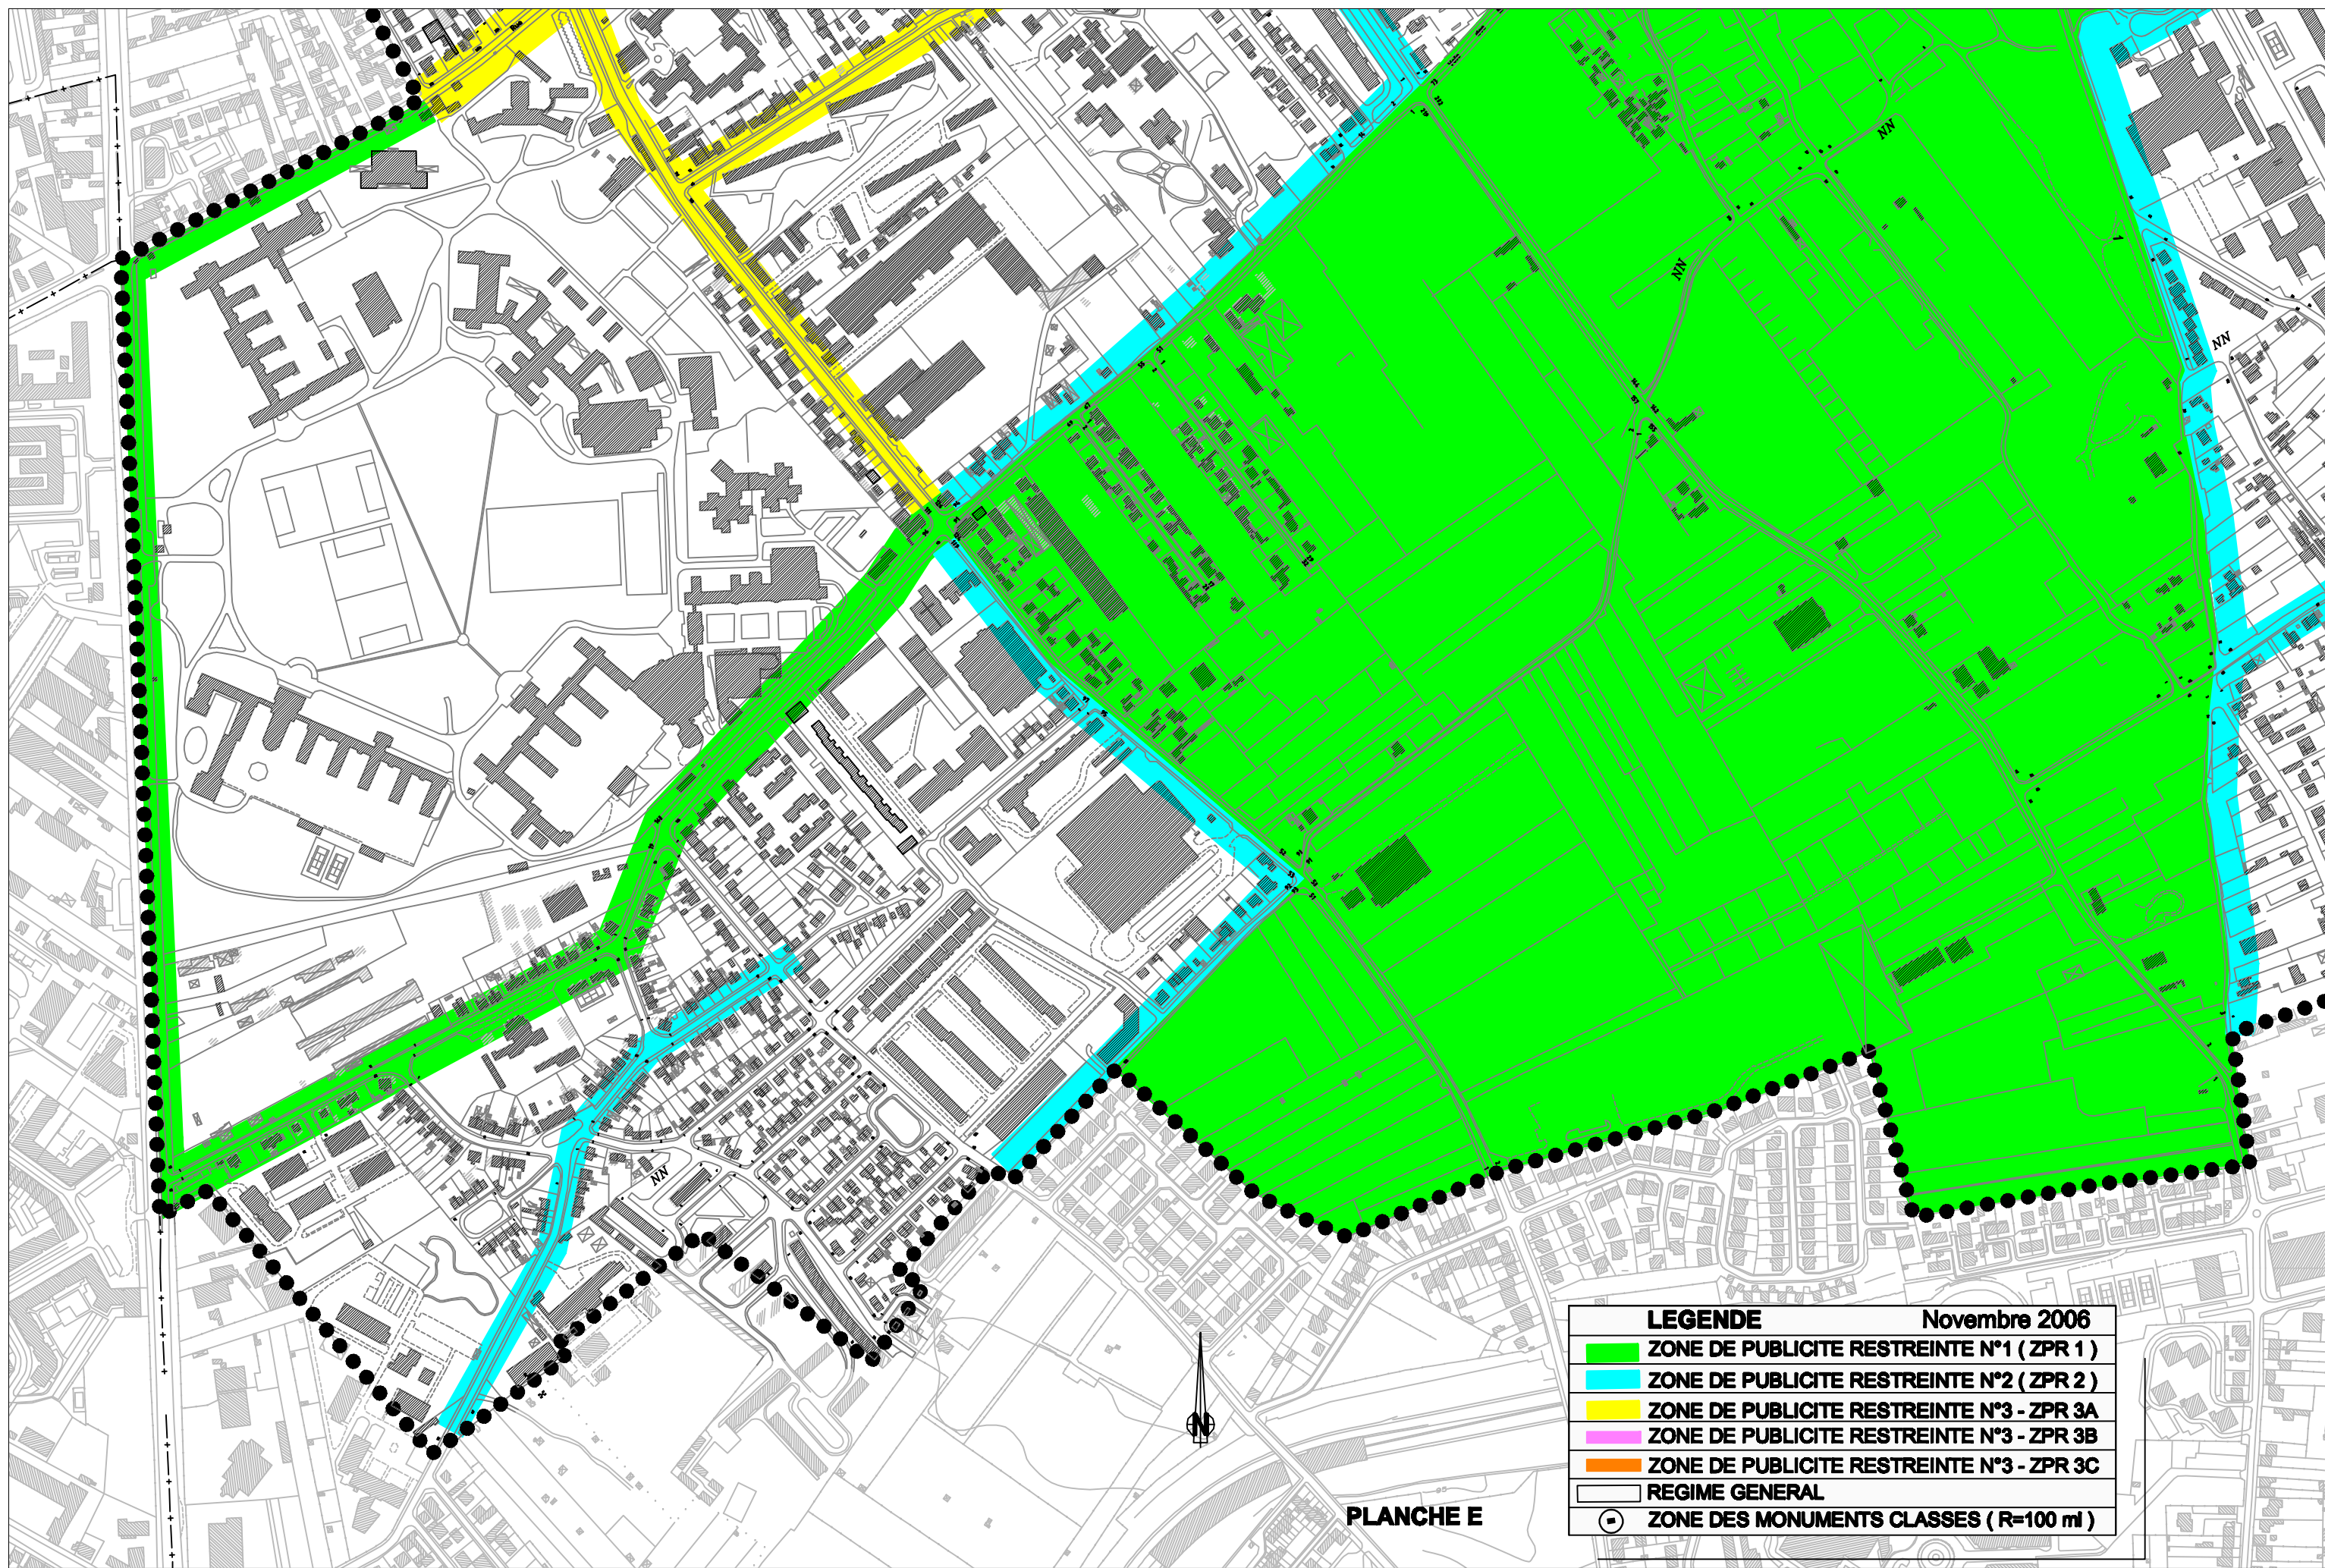 NN
NN
NN
NN
LEGENDE Novembre 2006
ZONE DE PUBLICITE RESTREINTE N°1 ( ZPR 1 )
ZONE DE PUBLICITE RESTREINTE N°2 ( ZPR 2 )
ZONE DE PUBLICITE RESTREINTE N°3 - ZPR 3A
ZONE DE PUBLICITE RESTREINTE N°3 - ZPR 3B
ZONE DE PUBLICITE RESTREINTE N°3 - ZPR 3C
REGIME GENERAL
ZONE DES MONUMENTS CLASSES ( R=100 ml )
N
PLANCHE E